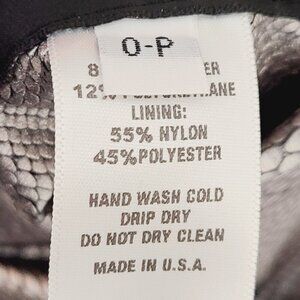 0-P
12%
LINING:
55% NYLON
45% POLYESTER
HAND WASH COLD
DRIP DRY
DO NOT DRY CLEAN
MADE IN U.S.A.